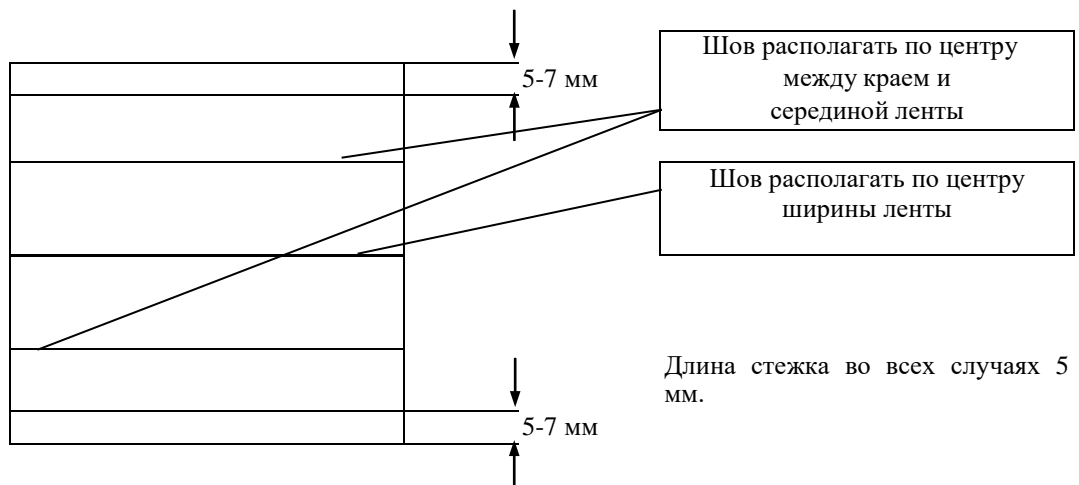 5-7 мм
Шов располагать по центру
между краем и
серединой ленты
Шов располагать по центру
ширины ленты
Длина стежка во всех случаях 5
мм.
5-7 мм